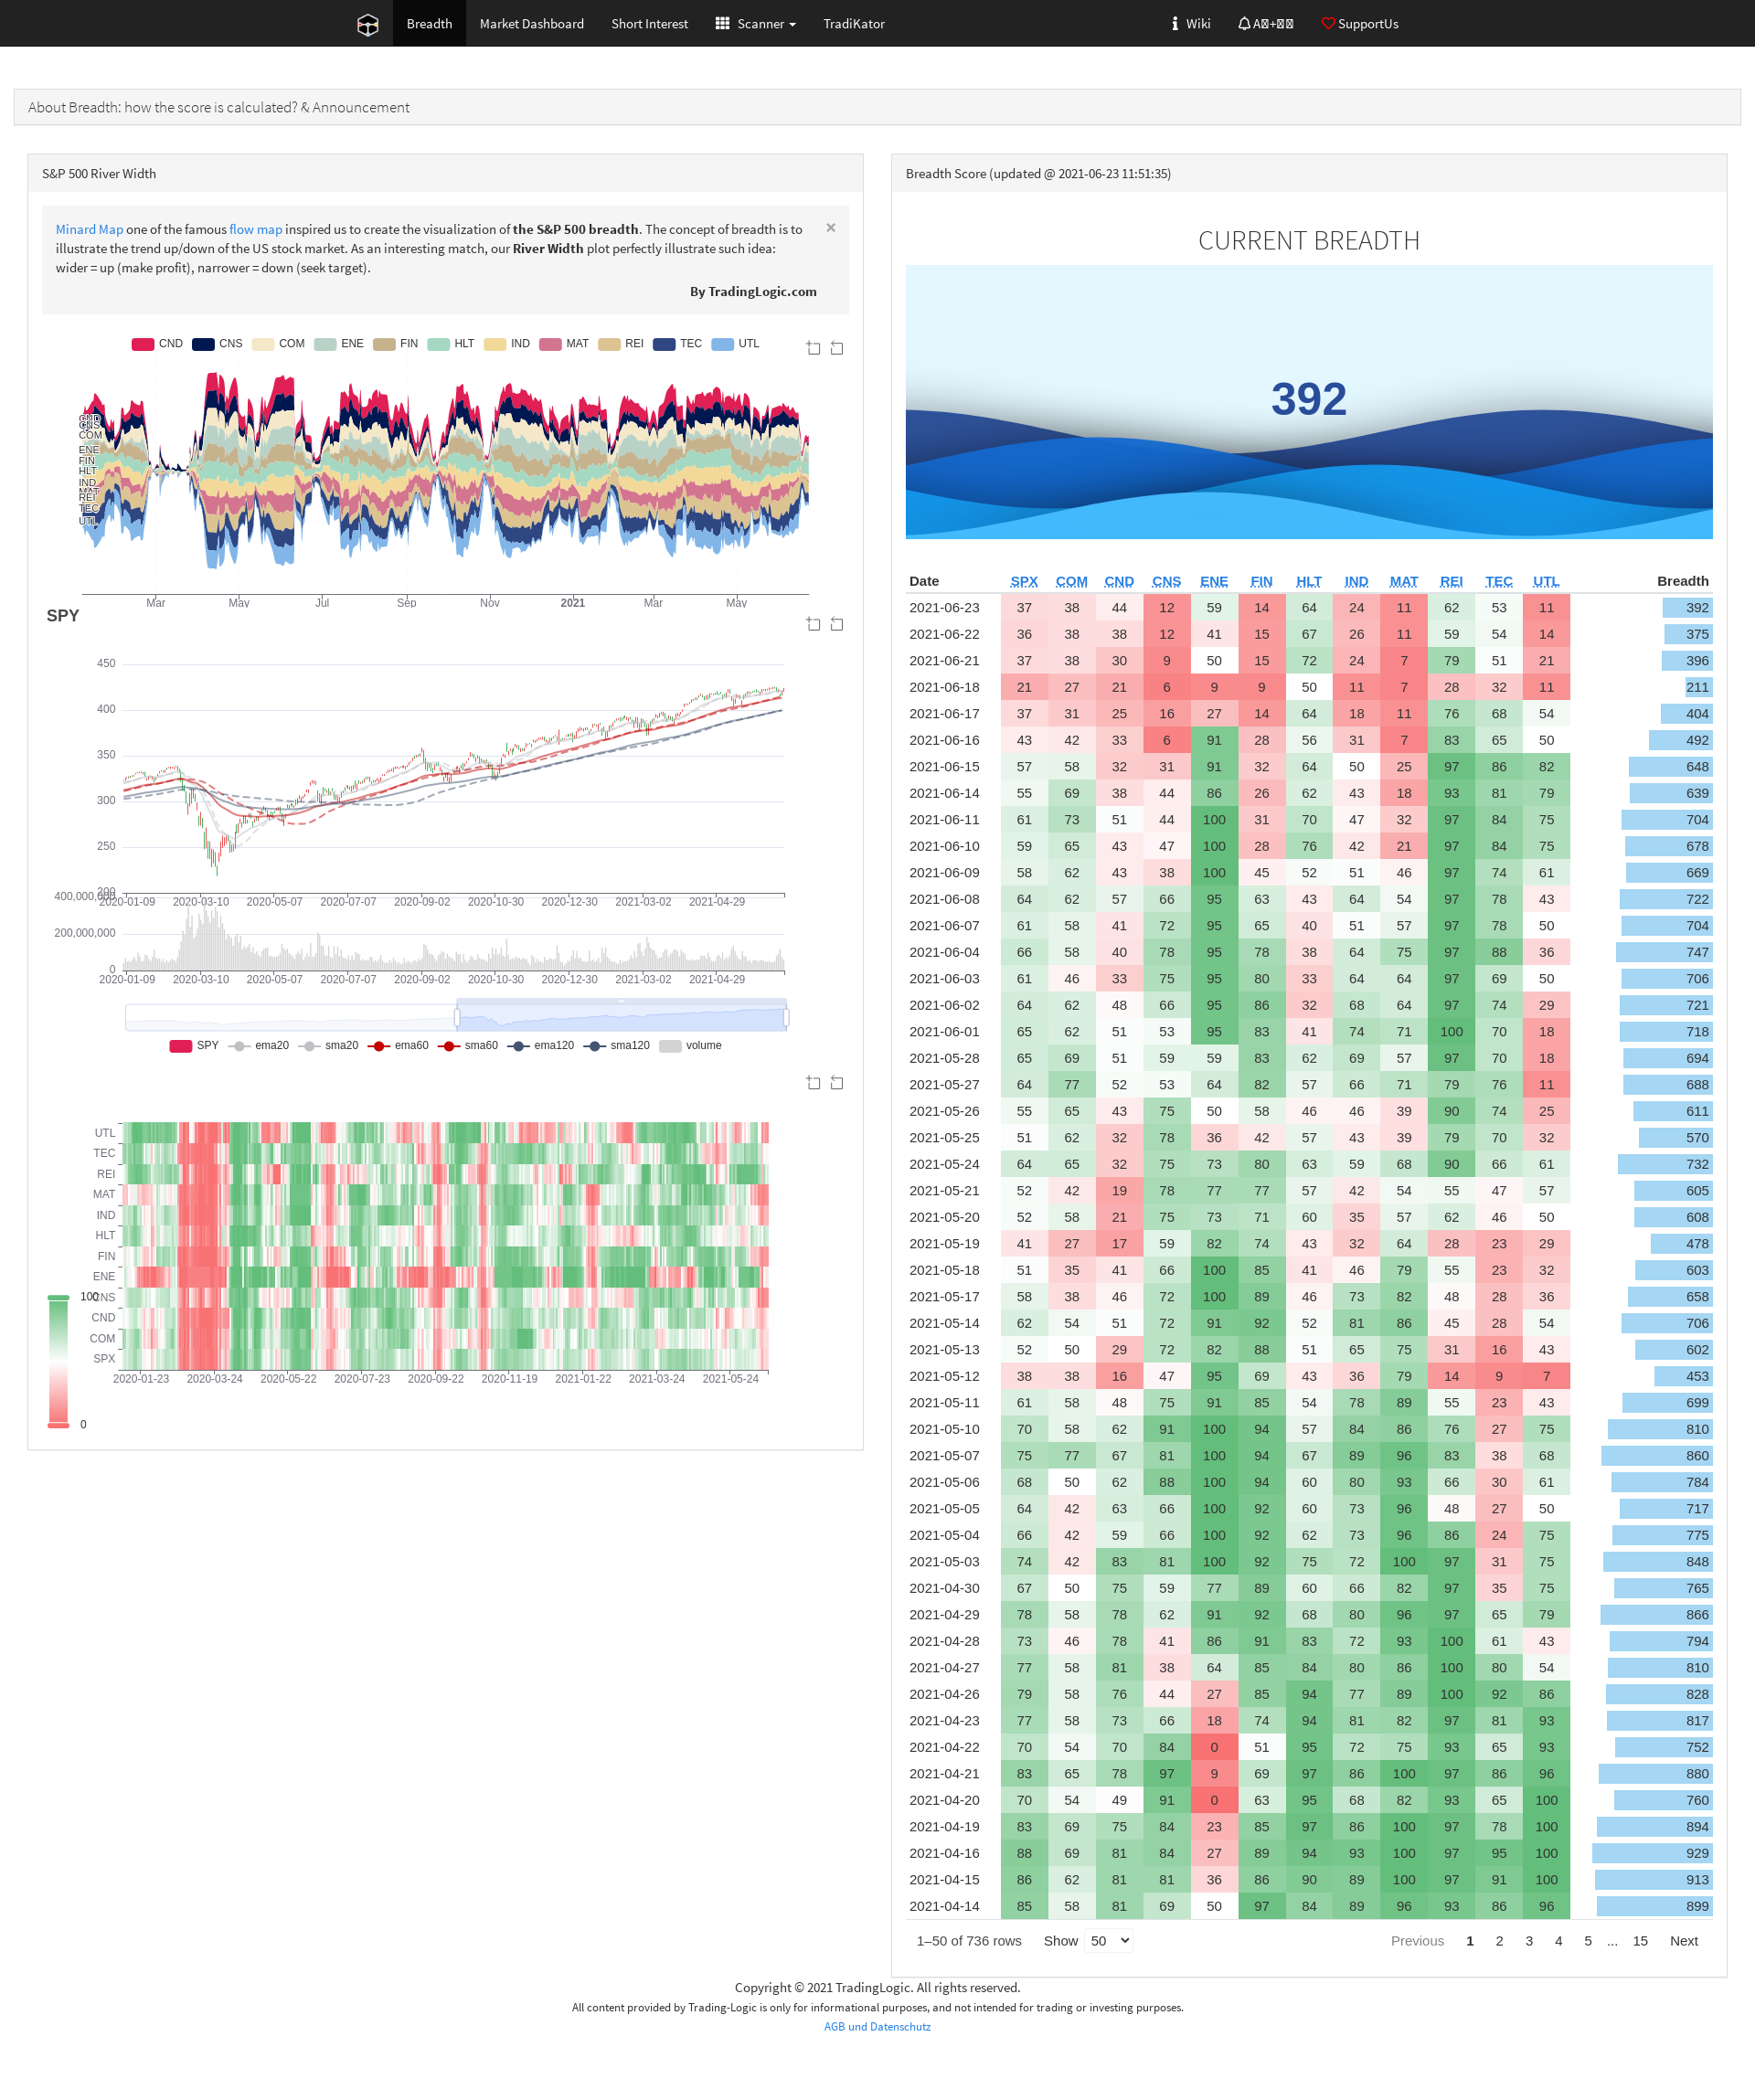 Breadth Market Dashboard Short Interest Scanner TradiKator Wiki SupportUs
About Breadth: how the score is calculated? & Announcement
S&P 500 River Width
Minard Map one of the famous flow map inspired us to create the visualization of the S&P 500 breadth. The concept of breadth is to
illustrate the trend up/down of the US stock market. As an interesting match, our River Width plot perfectly illustrate such idea:
wider = up (make profit), narrower = down (seek target).
×
By TradingLogic.com
CND CNS COM ENE FIN HLT IND MAT REI TEC UTL
CND
CNS
COM
ENE
FIN
HLT
IND
MAT
REI
TEC
UTL
Mar May Jul Sep Nov 2021 Mar May
SPY
450
400
350
300
250
200
2020-01-09 2020-03-10 2020-05-07 2020-07-07 2020-09-02 2020-10-30 2020-12-30 2021-03-02 2021-04-29
400,000,000
200,000,000
0
2020-01-09 2020-03-10 2020-05-07 2020-07-07 2020-09-02 2020-10-30 2020-12-30 2021-03-02 2021-04-29
SPY ema20 sma20 ema60 sma60 ema120 sma120 volume
UTL
TEC
REI
MAT
IND
HLT
FIN
ENE
CNS
CND
COM
SPX
100
0
2020-01-23 2020-03-24 2020-05-22 2020-07-23 2020-09-22 2020-11-19 2021-01-22 2021-03-24 2021-05-24
Breadth Score (updated @ 2021-06-23 11:51:35)
CURRENT BREADTH
392
Date SPX COM CND CNS ENE FIN HLT IND MAT REI TEC UTL Breadth
2021-06-23 37 38 44 12 59 14 64 24 11 62 53 11 392
2021-06-22 36 38 38 12 41 15 67 26 11 59 54 14 375
2021-06-21 37 38 30 9 50 15 72 24 7 79 51 21 396
2021-06-18 21 27 21 6 9 9 50 11 7 28 32 11 211
2021-06-17 37 31 25 16 27 14 64 18 11 76 68 54 404
2021-06-16 43 42 33 6 91 28 56 31 7 83 65 50 492
2021-06-15 57 58 32 31 91 32 64 50 25 97 86 82 648
2021-06-14 55 69 38 44 86 26 62 43 18 93 81 79 639
2021-06-11 61 73 51 44 100 31 70 47 32 97 84 75 704
2021-06-10 59 65 43 47 100 28 76 42 21 97 84 75 678
2021-06-09 58 62 43 38 100 45 52 51 46 97 74 61 669
2021-06-08 64 62 57 66 95 63 43 64 54 97 78 43 722
2021-06-07 61 58 41 72 95 65 40 51 57 97 78 50 704
2021-06-04 66 58 40 78 95 78 38 64 75 97 88 36 747
2021-06-03 61 46 33 75 95 80 33 64 64 97 69 50 706
2021-06-02 64 62 48 66 95 86 32 68 64 97 74 29 721
2021-06-01 65 62 51 53 95 83 41 74 71 100 70 18 718
2021-05-28 65 69 51 59 59 83 62 69 57 97 70 18 694
2021-05-27 64 77 52 53 64 82 57 66 71 79 76 11 688
2021-05-26 55 65 43 75 50 58 46 46 39 90 74 25 611
2021-05-25 51 62 32 78 36 42 57 43 39 79 70 32 570
2021-05-24 64 65 32 75 73 80 63 59 68 90 66 61 732
2021-05-21 52 42 19 78 77 77 57 42 54 55 47 57 605
2021-05-20 52 58 21 75 73 71 60 35 57 62 46 50 608
2021-05-19 41 27 17 59 82 74 43 32 64 28 23 29 478
2021-05-18 51 35 41 66 100 85 41 46 79 55 23 32 603
2021-05-17 58 38 46 72 100 89 46 73 82 48 28 36 658
2021-05-14 62 54 51 72 91 92 52 81 86 45 28 54 706
2021-05-13 52 50 29 72 82 88 51 65 75 31 16 43 602
2021-05-12 38 38 16 47 95 69 43 36 79 14 9 7 453
2021-05-11 61 58 48 75 91 85 54 78 89 55 23 43 699
2021-05-10 70 58 62 91 100 94 57 84 86 76 27 75 810
2021-05-07 75 77 67 81 100 94 67 89 96 83 38 68 860
2021-05-06 68 50 62 88 100 94 60 80 93 66 30 61 784
2021-05-05 64 42 63 66 100 92 60 73 96 48 27 50 717
2021-05-04 66 42 59 66 100 92 62 73 96 86 24 75 775
2021-05-03 74 42 83 81 100 92 75 72 100 97 31 75 848
2021-04-30 67 50 75 59 77 89 60 66 82 97 35 75 765
2021-04-29 78 58 78 62 91 92 68 80 96 97 65 79 866
2021-04-28 73 46 78 41 86 91 83 72 93 100 61 43 794
2021-04-27 77 58 81 38 64 85 84 80 86 100 80 54 810
2021-04-26 79 58 76 44 27 85 94 77 89 100 92 86 828
2021-04-23 77 58 73 66 18 74 94 81 82 97 81 93 817
2021-04-22 70 54 70 84 0 51 95 72 75 93 65 93 752
2021-04-21 83 65 78 97 9 69 97 86 100 97 86 96 880
2021-04-20 70 54 49 91 0 63 95 68 82 93 65 100 760
2021-04-19 83 69 75 84 23 85 97 86 100 97 78 100 894
2021-04-16 88 69 81 84 27 89 94 93 100 97 95 100 929
2021-04-15 86 62 81 81 36 86 90 89 100 97 91 100 913
2021-04-14 85 58 81 69 50 97 84 89 96 93 86 96 899
1–50 of 736 rows Show 50 Previous 1 2 3 4 5 ... 15 Next
Copyright © 2021 TradingLogic. All rights reserved.
All content provided by Trading-Logic is only for informational purposes, and not intended for trading or investing purposes.
AGB und Datenschutz